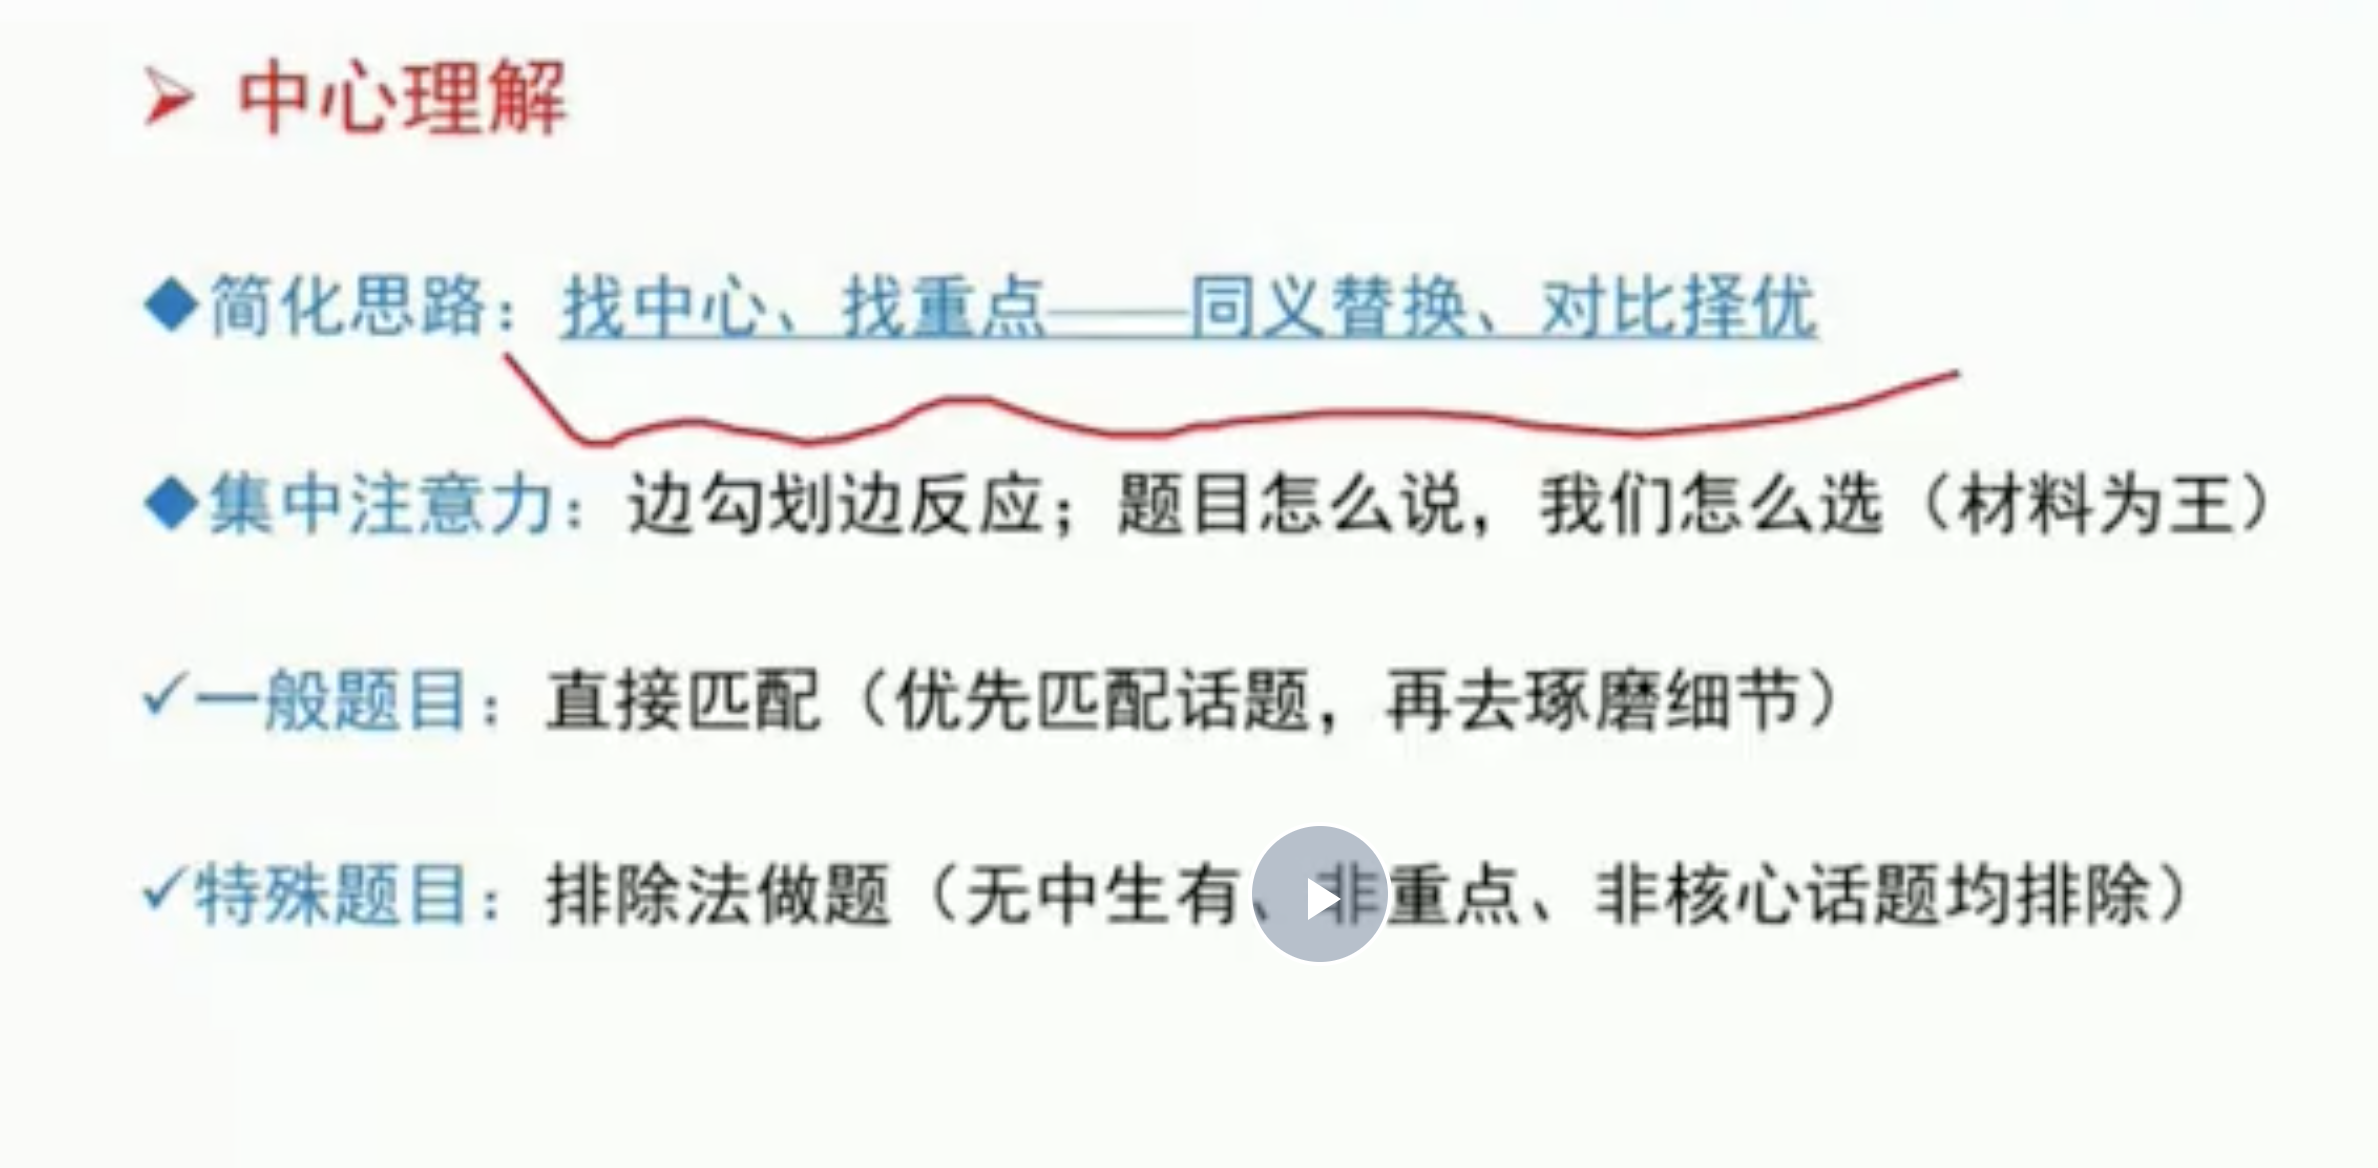 ➢ 中心理解
◆简化思路：找中心、找重点——同义替换、对比择优
◆集中注意力：边勾划边反应；题目怎么说，我们怎么选（材料为王）
✓一般题目：直接匹配（优先匹配话题，再去琢磨细节）
✓特殊题目：排除法做题（无中生有、非重点、非核心话题均排除）